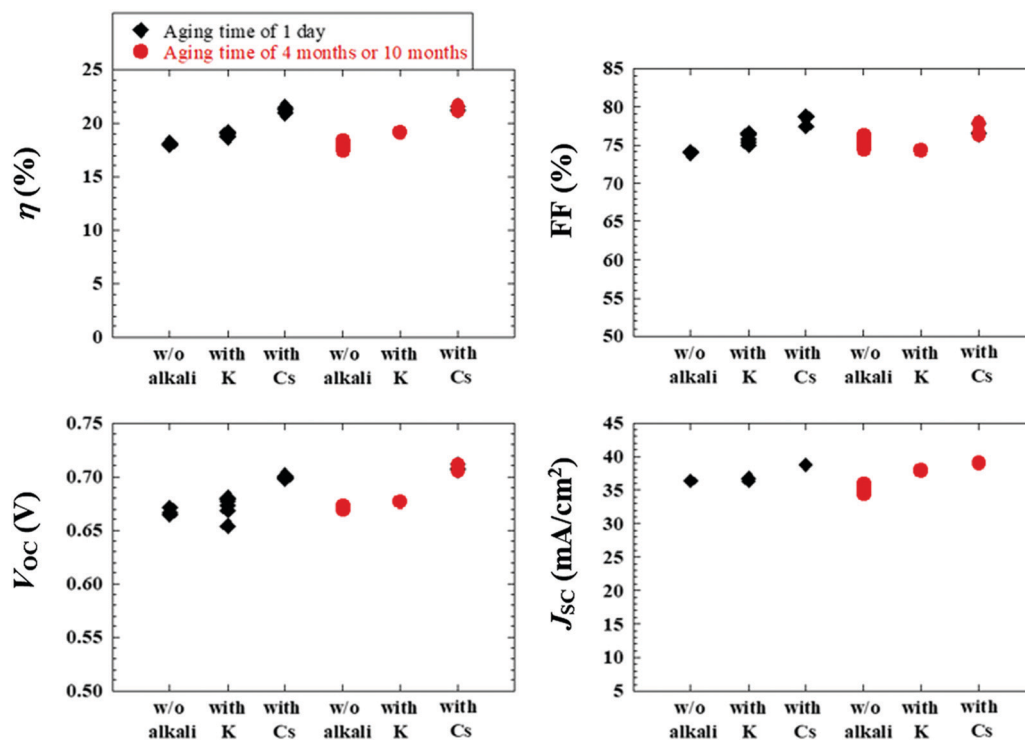 Aging time of 1 day
Aging time of 4 months or 10 months
25
20
15
10
5
0
η (%)
w/o with with w/o with with
alkali K Cs alkali K Cs
85
80
75
70
65
60
55
50
FF (%)
w/o with with w/o with with
alkali K Cs alkali K Cs
0.75
0.70
0.65
0.60
0.55
0.50
VOC (V)
w/o with with w/o with with
alkali K Cs alkali K Cs
45
40
35
30
25
20
15
10
5
JSC (mA/cm²)
w/o with with w/o with with
alkali K Cs alkali K Cs